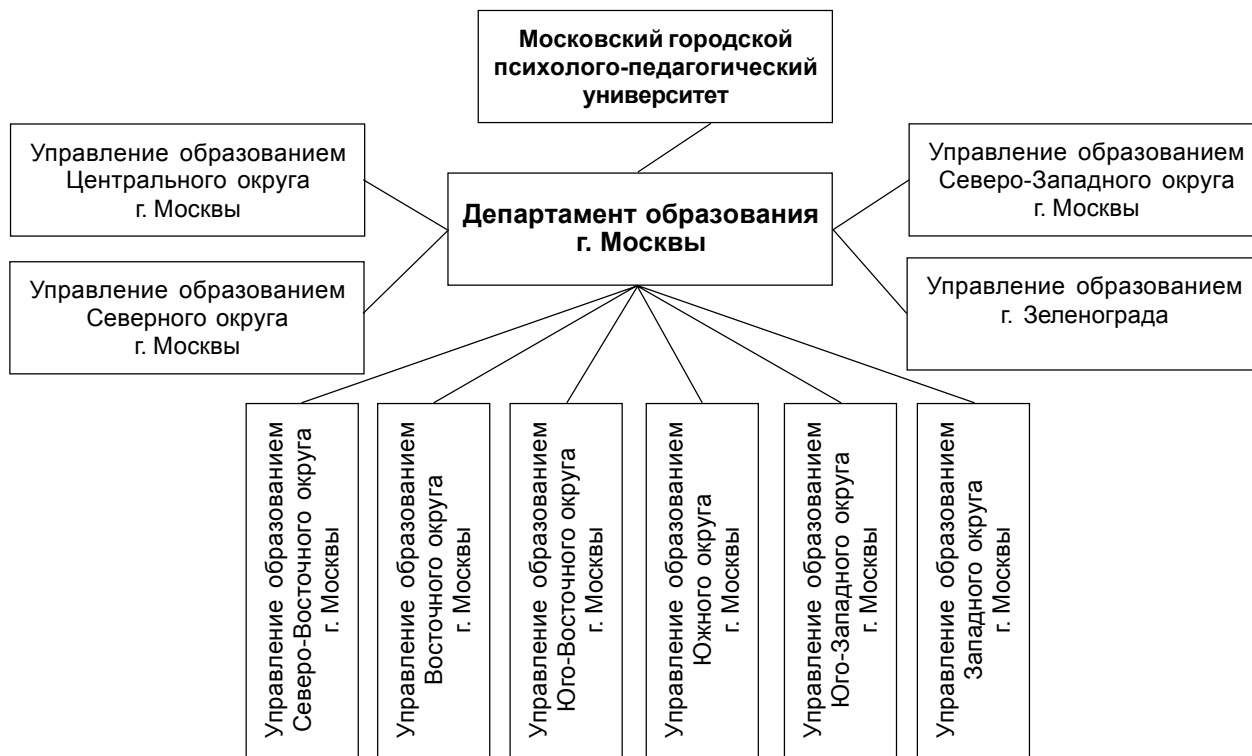 Московский городской
психолого-педагогический
университет
Управление образованием
Центрального округа
г. Москвы
Управление образованием
Северо-Западного округа
г. Москвы
Департамент образования
г. Москвы
Управление образованием
Северного округа
г. Москвы
Управление образованием
г. Зеленограда
Управление образованием
Северо-Восточного округа
г. Москвы
Управление образованием
Восточного округа
г. Москвы
Управление образованием
Юго-Восточного округа
г. Москвы
Управление образованием
Южного округа
г. Москвы
Управление образованием
Юго-Западного округа
г. Москвы
Управление образованием
Западного округа
г. Москвы